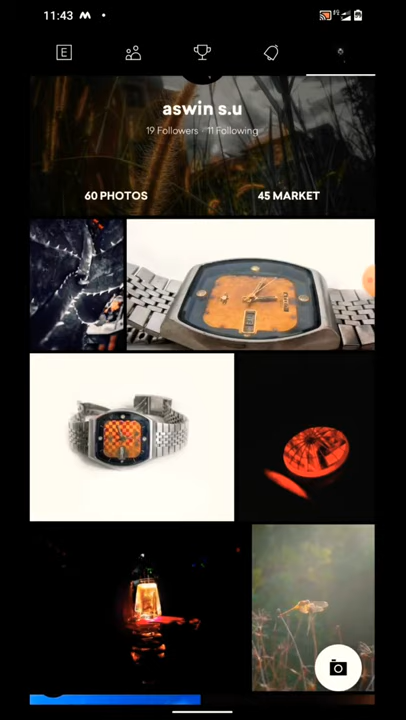 11:43
E
aswin s.u
19 Followers 11 Following
60 PHOTOS
45 MARKET